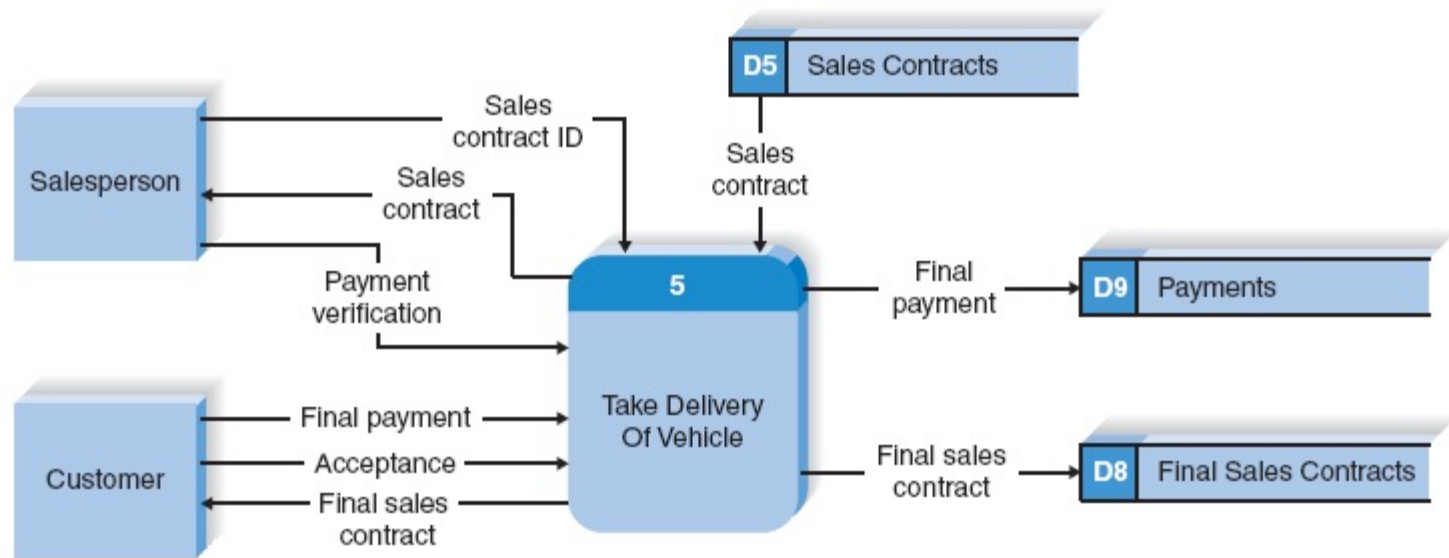 D5 Sales Contracts
Sales
contract ID
Sales
contract
Salesperson
Sales
contract
Payment
verification
5
Final
payment
D9 Payments
Take Delivery
Of Vehicle
Final payment
Acceptance
Customer
Final sales
contract
Final sales
contract
D8 Final Sales Contracts